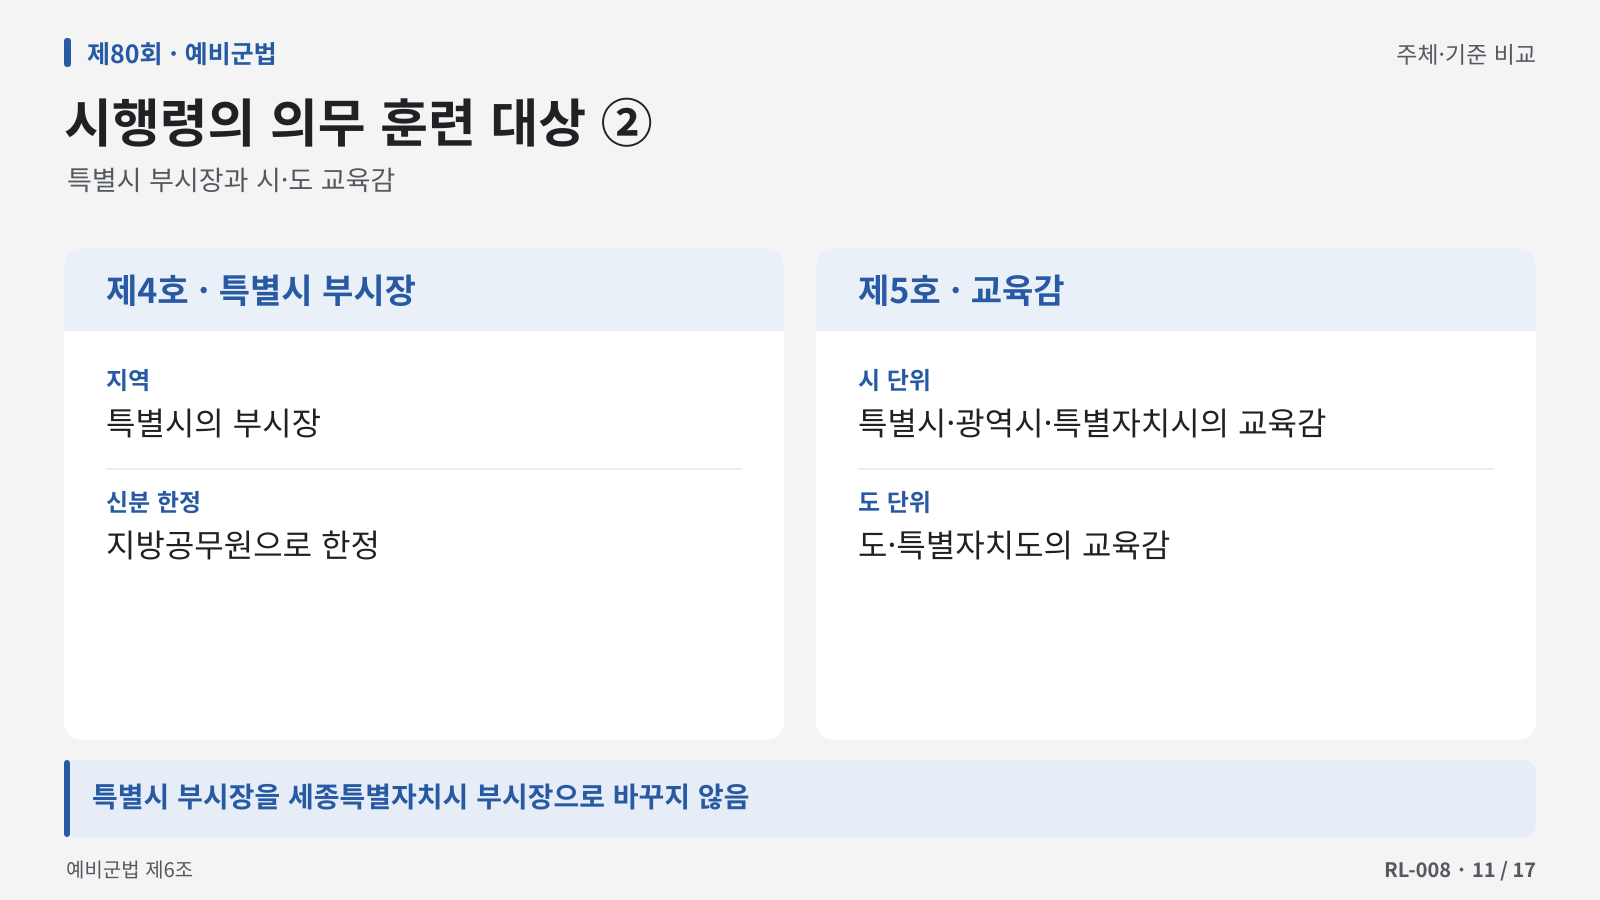 제80회 · 예비군법
주체·기준 비교
시행령의 의무 훈련 대상 ②
특별시 부시장과 시·도 교육감
제4호 · 특별시 부시장
지역
특별시의 부시장
신분 한정
지방공무원으로 한정
제5호 · 교육감
시 단위
특별시·광역시·특별자치시의 교육감
도 단위
도·특별자치도의 교육감
특별시 부시장을 세종특별자치시 부시장으로 바꾸지 않음
예비군법 제6조
RL-008 · 11 / 17